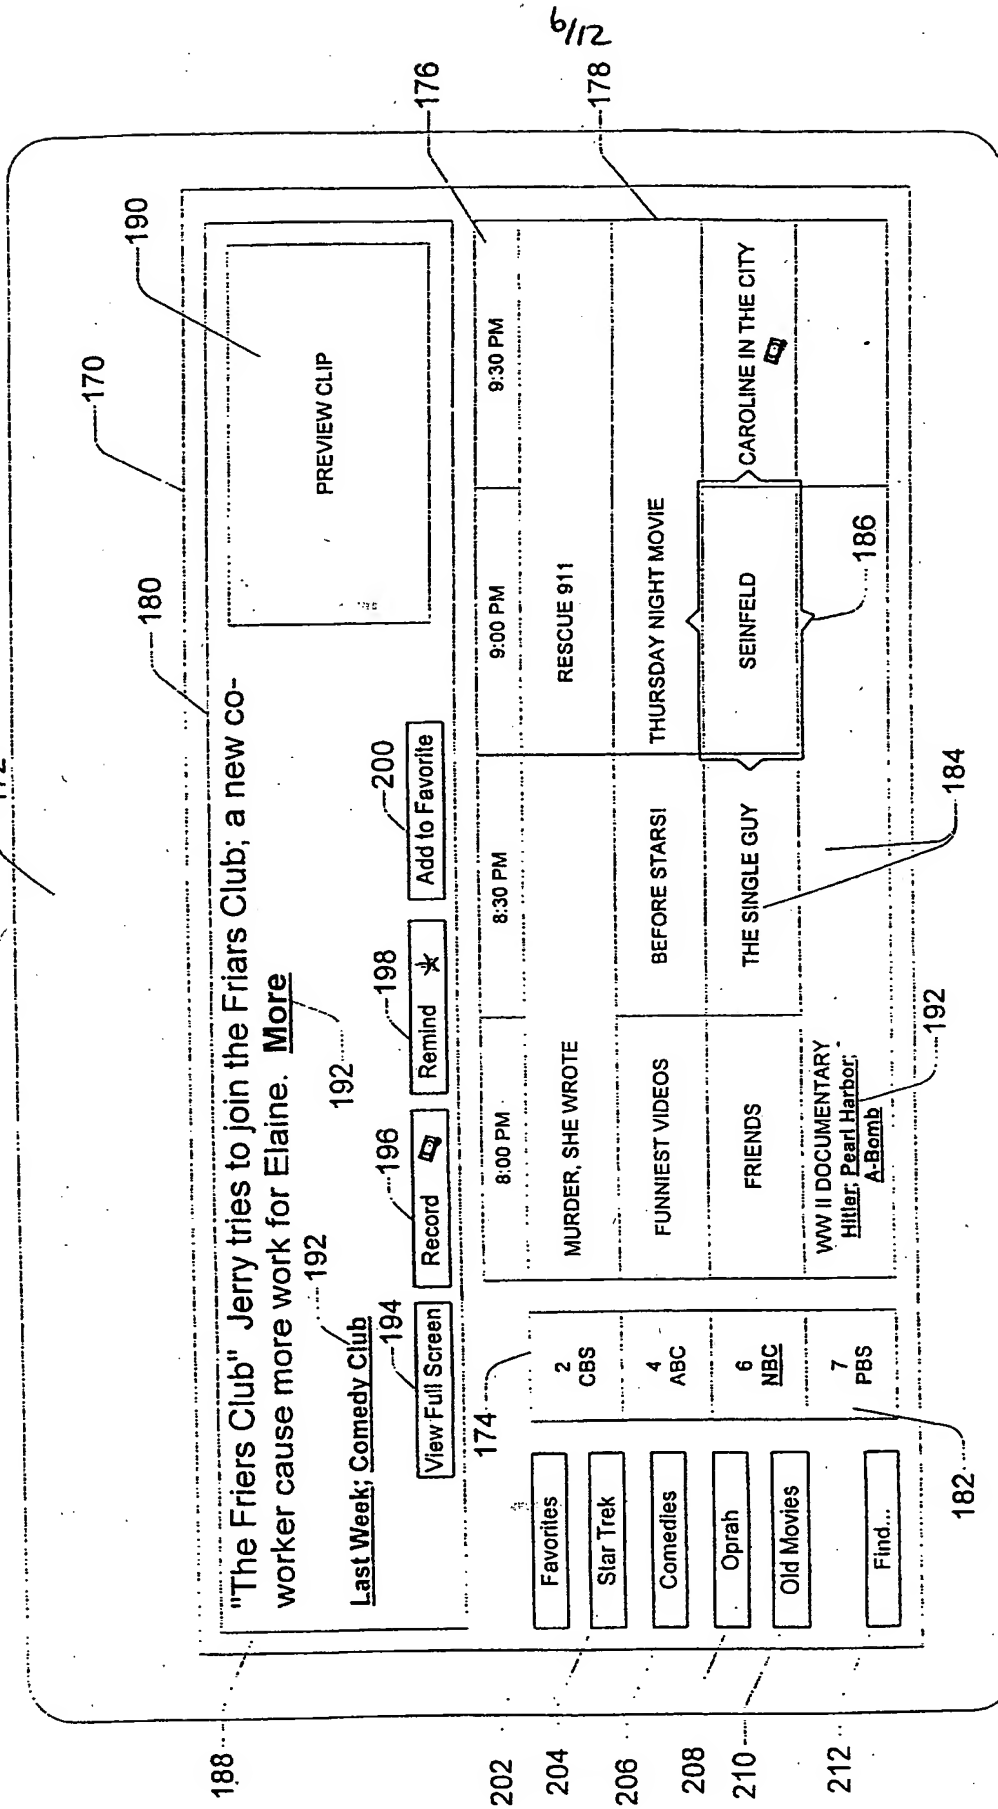 9/12
172
170
190
180
176
178
"The Friers Club" Jerry tries to join the Friars Club; a new co-
worker cause more work for Elaine. More
192
Last Week; Comedy Club
192
PREVIEW CLIP
194
196
198
200
View Full Screen
Record
Remind
Add to Favorite
188
174
8:00 PM
8:30 PM
9:00 PM
9:30 PM
202
Favorites
2
CBS
MURDER, SHE WROTE
RESCUE 911
204
Star Trek
206
Comedies
4
ABC
FUNNIEST VIDEOS
BEFORE STARS!
THURSDAY NIGHT MOVIE
208
Oprah
6
NBC
FRIENDS
THE SINGLE GUY
SEINFELD
CAROLINE IN THE CITY
210
Old Movies
212
Find...
7
PBS
WW II DOCUMENTARY
Hitler; Pearl Harbor;
A-Bomb
182
192
184
186